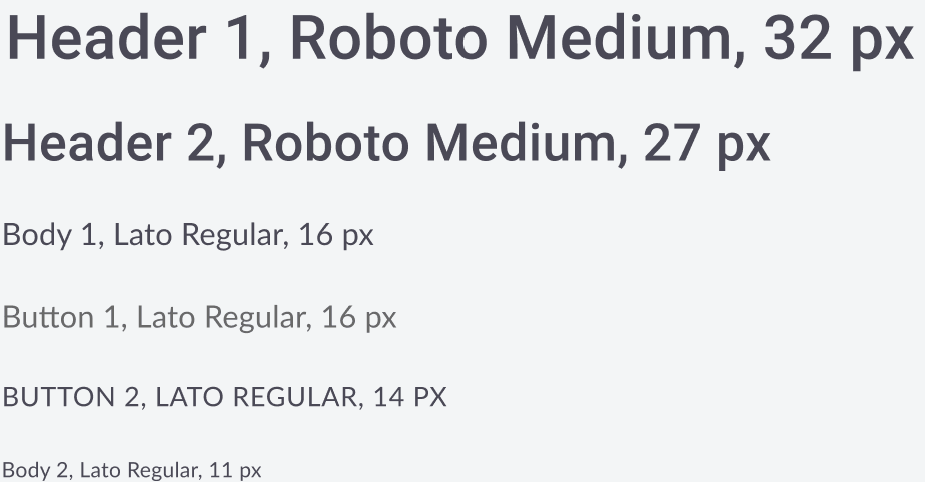 Header 1, Roboto Medium, 32 px
Header 2, Roboto Medium, 27 px
Body 1, Lato Regular, 16 px
Button 1, Lato Regular, 16 px
BUTTON 2, LATO REGULAR, 14 PX
Body 2, Lato Regular, 11 px